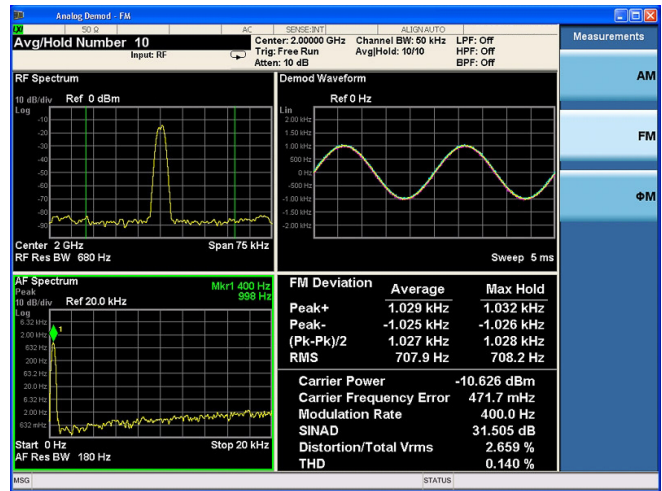 Analog Demod - FM
LXI 50 Ω AC SENSE:INT ALIGN AUTO
Avg/Hold Number 10
Input: RF
Center: 2.00000 GHz Channel BW: 50 kHz LPF: Off
Trig: Free Run Avg|Hold: 10/10 HPF: Off
Atten: 10 dB BPF: Off
Measurements
AM
FM
ΦM
RF Spectrum
10 dB/div Ref 0 dBm
Log
-10
-20
-30
-40
-50
-60
-70
-80
-90
Center 2 GHz Span 75 kHz
RF Res BW 680 Hz
Demod Waveform
Ref 0 Hz
Lin
2.00 kHz
1.50 kHz
1.00 kHz
500 Hz
0 Hz
-500 Hz
-1.00 kHz
-1.50 kHz
-2.00 kHz
Sweep 5 ms
AF Spectrum
Peak
Mkr1 400 Hz
998 Hz
10 dB/div Ref 20.0 kHz
Log
6.32 kHz
2.00 kHz
632 Hz
200 Hz
63.2 Hz
20.0 Hz
6.32 Hz
2.00 Hz
632 mHz
1
Start 0 Hz Stop 20 kHz
AF Res BW 180 Hz
FM Deviation Average Max Hold
Peak+ 1.029 kHz 1.032 kHz
Peak- -1.025 kHz -1.026 kHz
(Pk-Pk)/2 1.027 kHz 1.028 kHz
RMS 707.9 Hz 708.2 Hz
Carrier Power -10.626 dBm
Carrier Frequency Error 471.7 mHz
Modulation Rate 400.0 Hz
SINAD 31.505 dB
Distortion/Total Vrms 2.659 %
THD 0.140 %
MSG STATUS